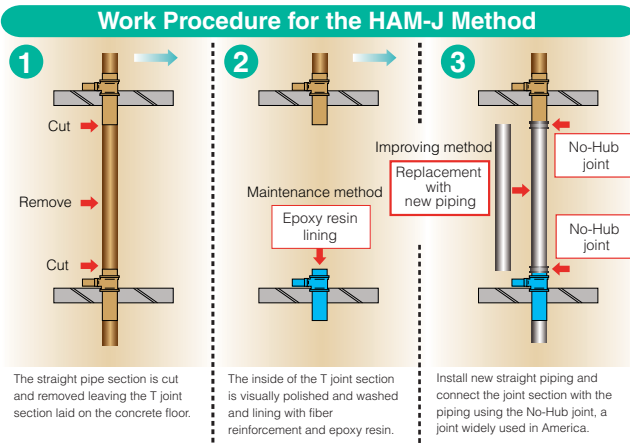 Work Procedure for the HAM-J Method
1
Cut
Remove
Cut
The straight pipe section is cut
and removed leaving the T joint
section laid on the concrete floor.
2
Maintenance method
Epoxy resin
lining
The inside of the T joint section
is visually polished and washed
and lining with fiber
reinforcement and epoxy resin.
3
Improving method
Replacement
with
new piping
No-Hub
joint
No-Hub
joint
Install new straight piping and
connect the joint section with the
piping using the No-Hub joint, a
joint widely used in America.